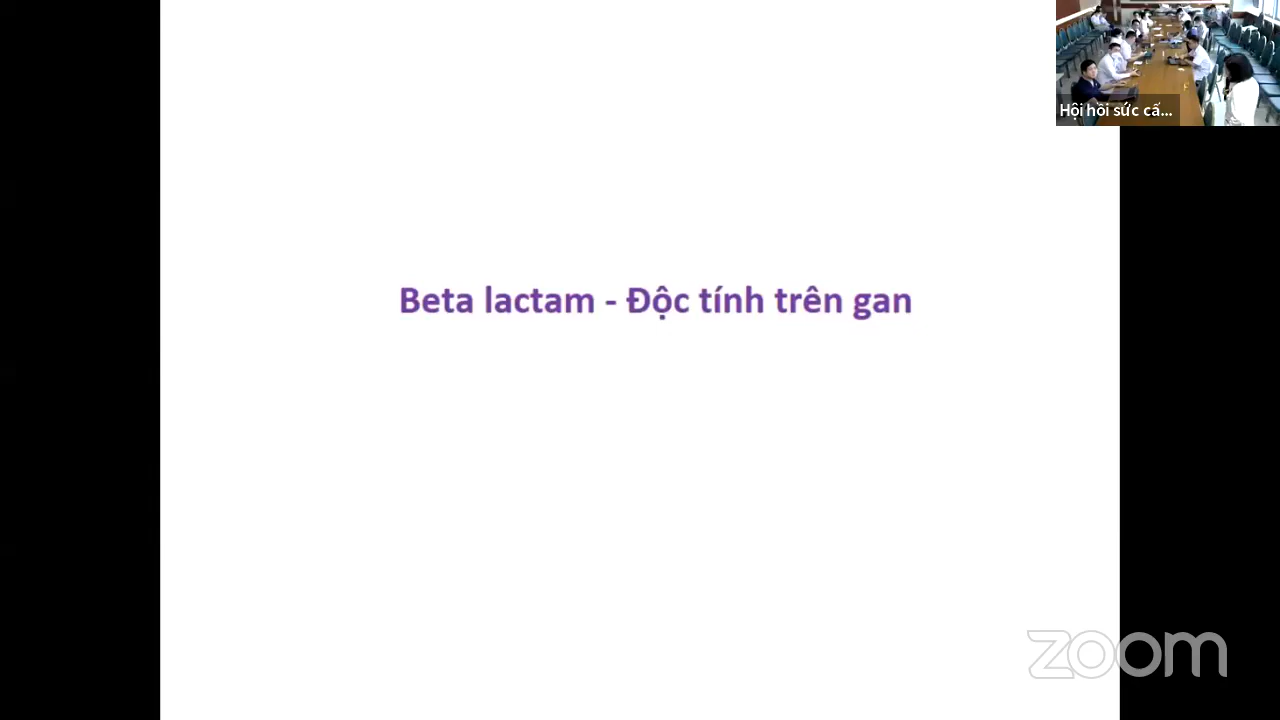 Hội hồi sức cấ...
Beta lactam - Độc tính trên gan
zoom